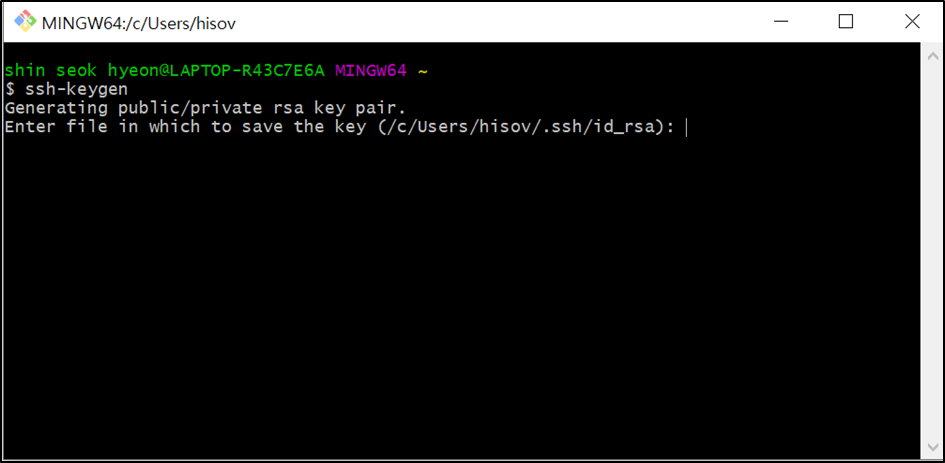 MINGW64:/c/Users/hisov
shin seok hyeon@LAPTOP-R43C7E6A MINGW64 ~
$ ssh-keygen
Generating public/private rsa key pair.
Enter file in which to save the key (/c/Users/hisov/.ssh/id_rsa):